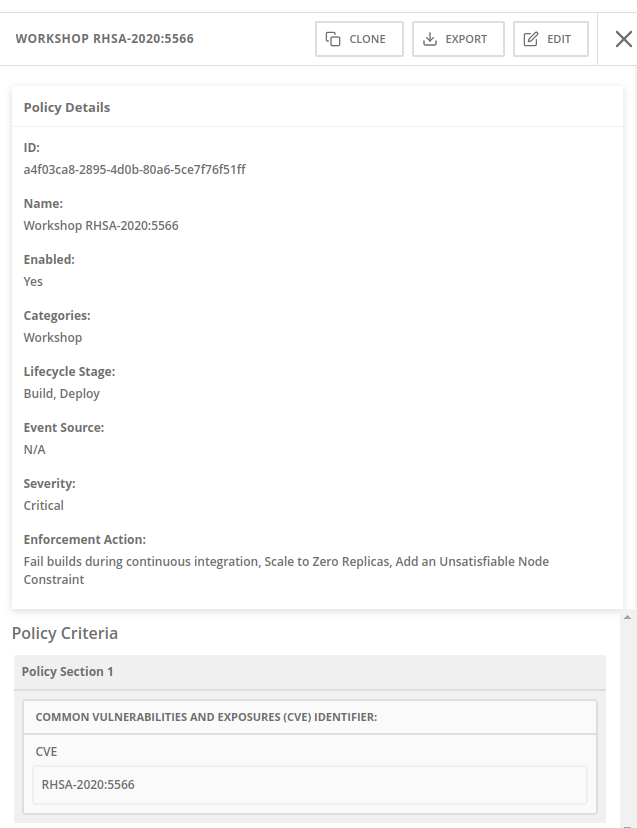 WORKSHOP RHSA-2020:5566
CLONE
EXPORT
EDIT
Policy Details
ID:
a4f03ca8-2895-4d0b-80a6-5ce7f76f51ff
Name:
Workshop RHSA-2020:5566
Enabled:
Yes
Categories:
Workshop
Lifecycle Stage:
Build, Deploy
Event Source:
N/A
Severity:
Critical
Enforcement Action:
Fail builds during continuous integration, Scale to Zero Replicas, Add an Unsatisfiable Node
Constraint
Policy Criteria
Policy Section 1
COMMON VULNERABILITIES AND EXPOSURES (CVE) IDENTIFIER:
CVE
RHSA-2020:5566